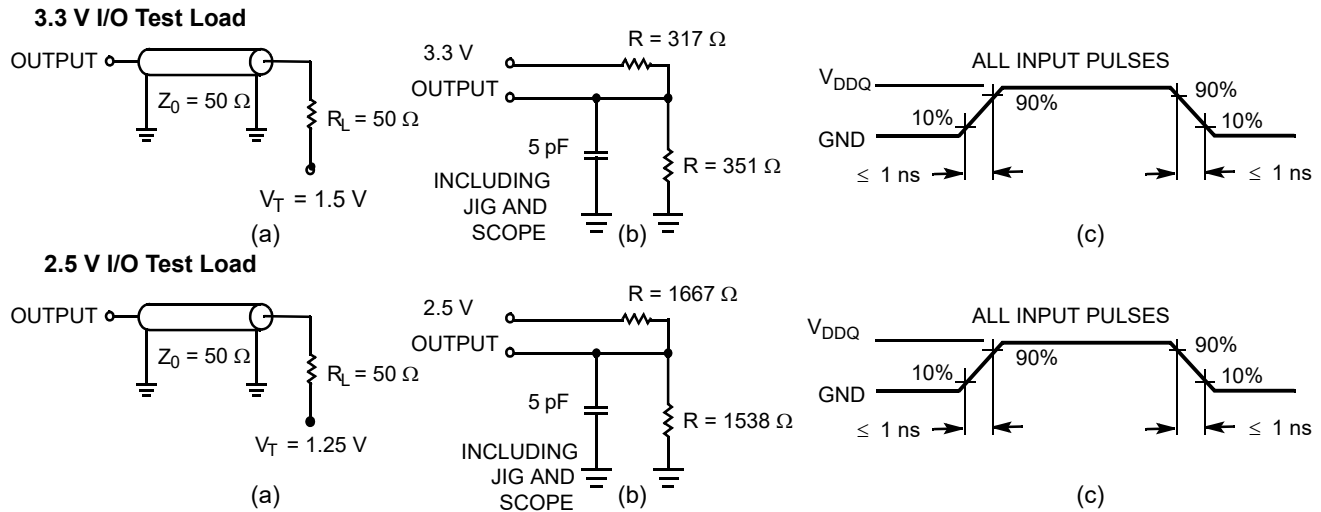 3.3 V I/O Test Load
OUTPUT
Z0 = 50 Ω
RL = 50 Ω
VT = 1.5 V
(a)
3.3 V
OUTPUT
R = 317 Ω
5 pF
R = 351 Ω
INCLUDING
JIG AND
SCOPE
(b)
ALL INPUT PULSES
VDDQ
GND
10%
90%
90%
10%
≤ 1 ns
≤ 1 ns
(c)
2.5 V I/O Test Load
OUTPUT
Z0 = 50 Ω
RL = 50 Ω
VT = 1.25 V
(a)
2.5 V
OUTPUT
R = 1667 Ω
5 pF
R = 1538 Ω
INCLUDING
JIG AND
SCOPE
(b)
ALL INPUT PULSES
VDDQ
GND
10%
90%
90%
10%
≤ 1 ns
≤ 1 ns
(c)